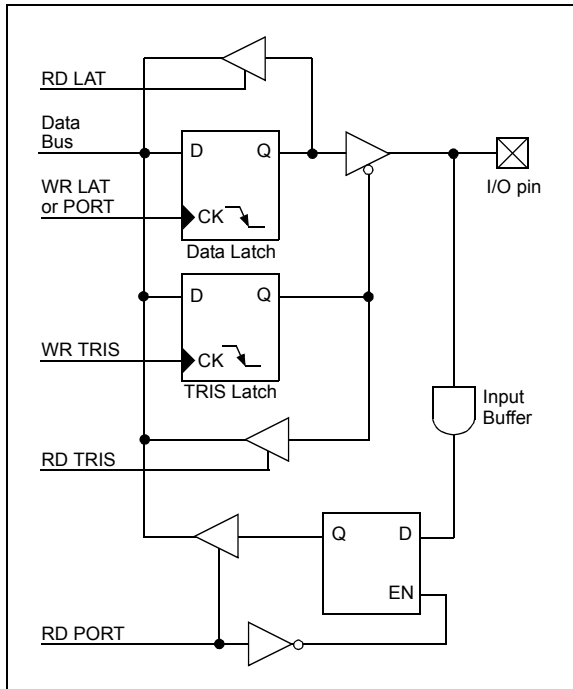 RD LAT
Data
Bus
D
Q
I/O pin
WR LAT
or PORT
CK
Data Latch
D
Q
WR TRIS
CK
TRIS Latch
Input
Buffer
RD TRIS
Q
D
EN
RD PORT